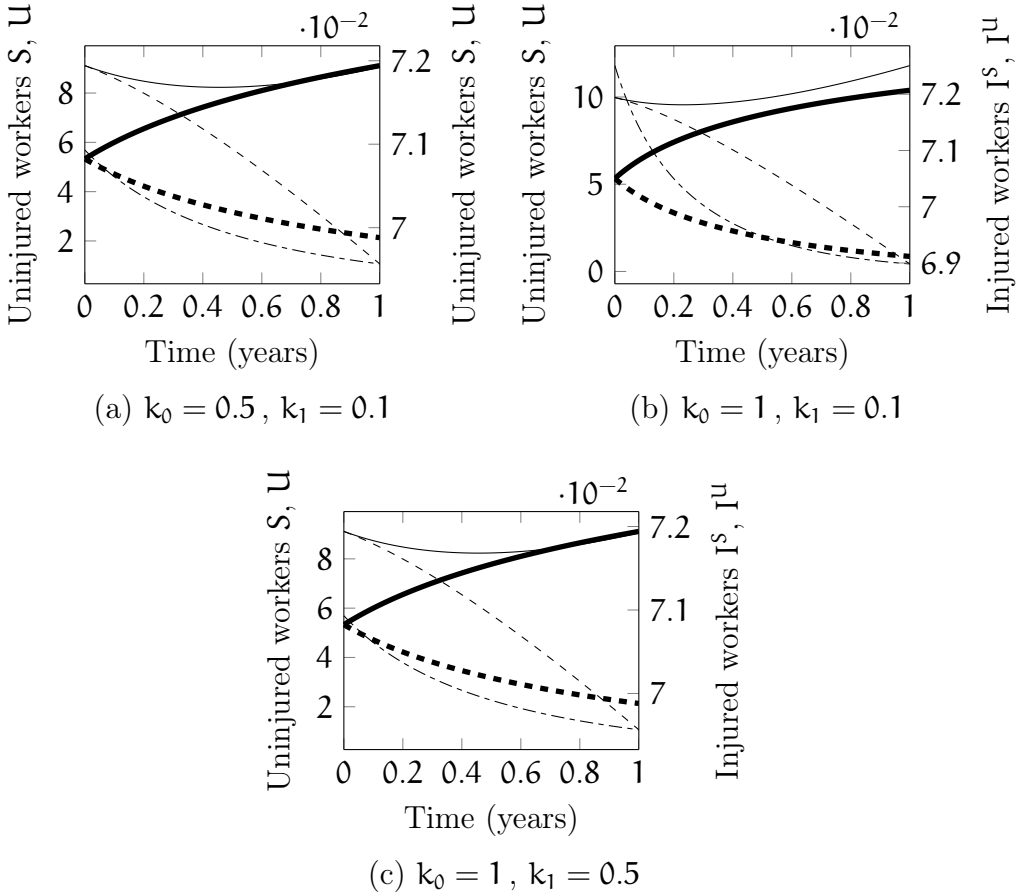 ·10⁻²
Uninjured workers S, U
8
6
4
2
7.2
7.1
7
Uninjured workers S, U
0 0.2 0.4 0.6 0.8 1
Time (years)
(a) k₀ = 0.5 , k₁ = 0.1
·10⁻²
Uninjured workers S, U
10
5
0
7.2
7.1
7
6.9
Injured workers Iˢ, Iᵘ
0 0.2 0.4 0.6 0.8 1
Time (years)
(b) k₀ = 1 , k₁ = 0.1
·10⁻²
Uninjured workers S, U
8
6
4
2
7.2
7.1
7
Injured workers Iˢ, Iᵘ
0 0.2 0.4 0.6 0.8 1
Time (years)
(c) k₀ = 1 , k₁ = 0.5